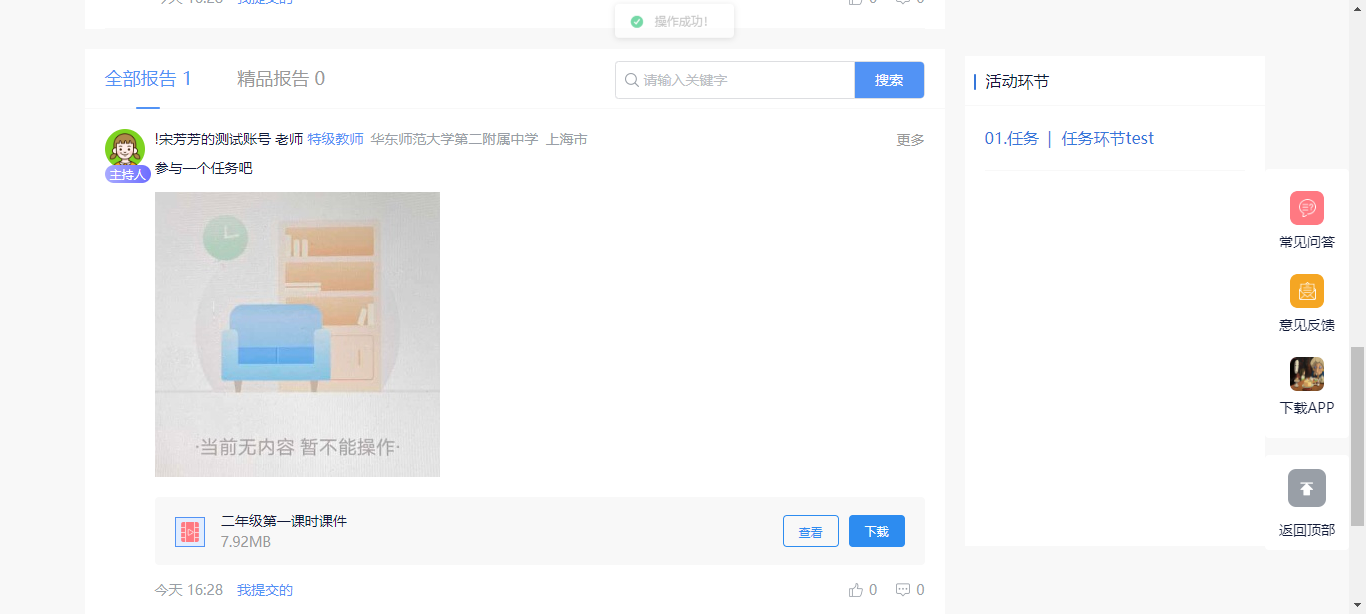 今天 16:28 我提交的 0 0
操作成功！
全部报告 1 精品报告 0
请输入关键字 搜索
!宋芳芳的测试账号 老师 特级教师 华东师范大学第二附属中学 上海市 更多
主持人
参与一个任务吧
·当前无内容 暂不能操作·
二年级第一课时课件
7.92MB
查看 下载
今天 16:28 我提交的 0 0
活动环节
01.任务 | 任务环节test
常见问答
意见反馈
下载APP
返回顶部